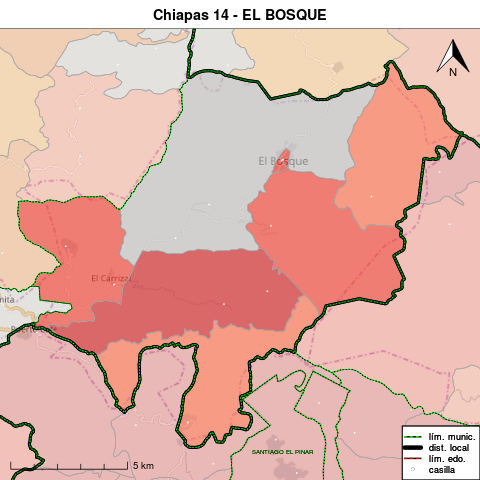 Chiapas 14 - EL BOSQUE
N
El Bosque
El Carrizal
SANTIAGO EL PINAR
lím. munic.
dist. local
lím. edo.
casilla
5 km